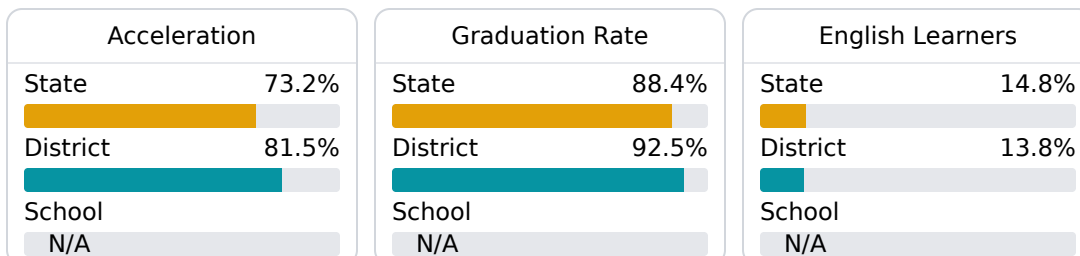 Acceleration
State 73.2%
District 81.5%
School
N/A
Graduation Rate
State 88.4%
District 92.5%
School
N/A
English Learners
State 14.8%
District 13.8%
School
N/A